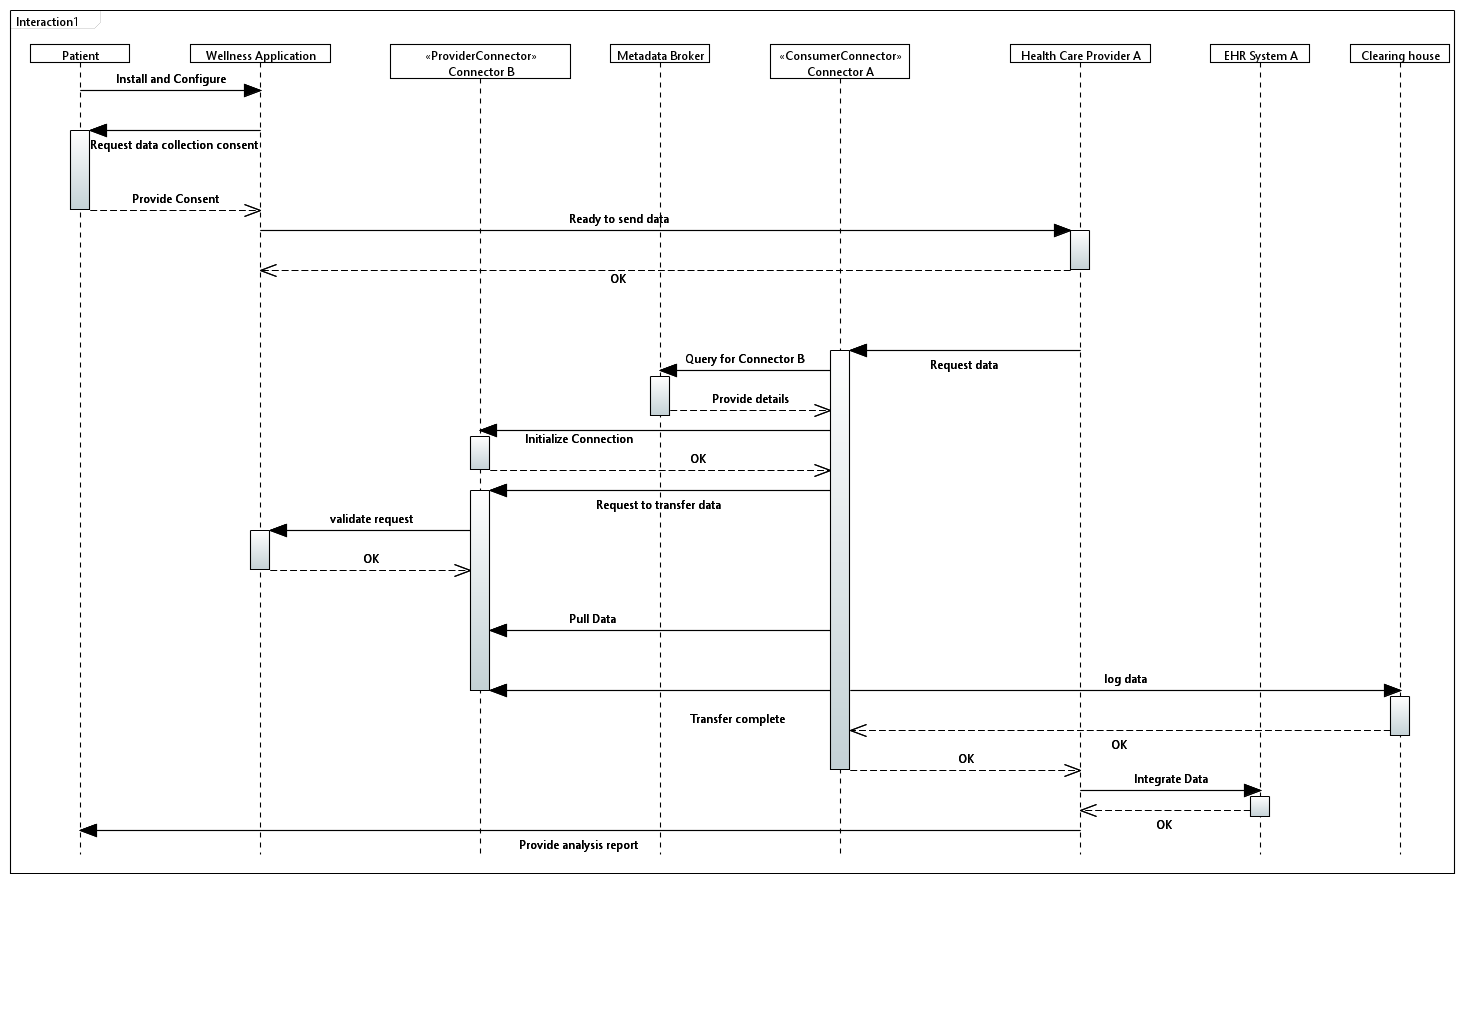 Interaction1
Patient
Wellness Application
«ProviderConnector»
Connector B
Metadata Broker
«ConsumerConnector»
Connector A
Health Care Provider A
EHR System A
Clearing house
Install and Configure
Request data collection consent
Provide Consent
Ready to send data
OK
Query for Connector B
Request data
Provide details
Initialize Connection
OK
Request to transfer data
validate request
OK
Pull Data
log data
Transfer complete
OK
OK
Integrate Data
OK
Provide analysis report